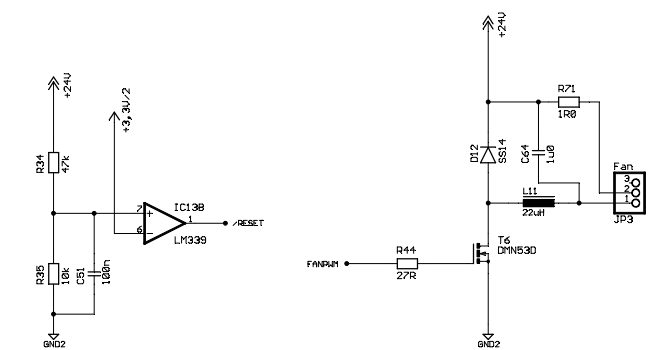 +24V
+3,3V/2
R34
47k
7
6
+
-
IC13B
1
/RESET
LM339
R35
10k
C51
100n
GND2
+24V
R71
1R0
D12
SS14
C64
1u0
Fan
3
2
1
JP3
L11
22uH
T6
DMN53D
R44
FANPWM
27R
GND2